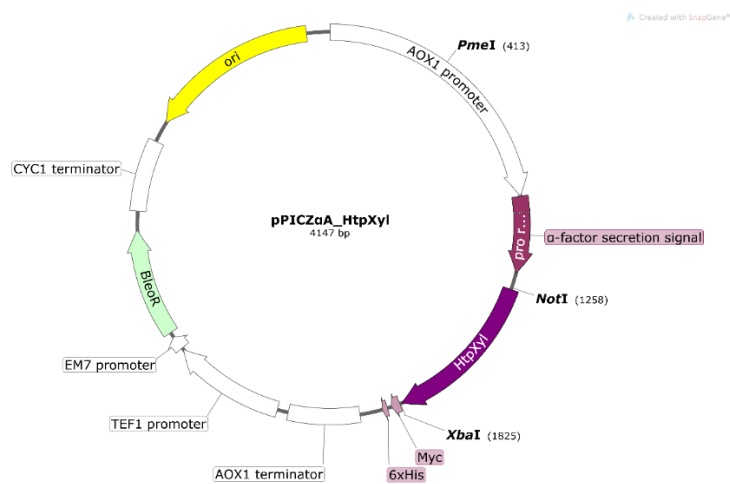 Created with SnapGene®
PmeI (413)
AOX1 promoter
ori
CYC1 terminator
pPICZαA_HtpXyl
4147 bp
pro r...
α-factor secretion signal
BleoR
NotI (1258)
HtpXyl
EM7 promoter
TEF1 promoter
XbaI (1825)
Myc
6xHis
AOX1 terminator